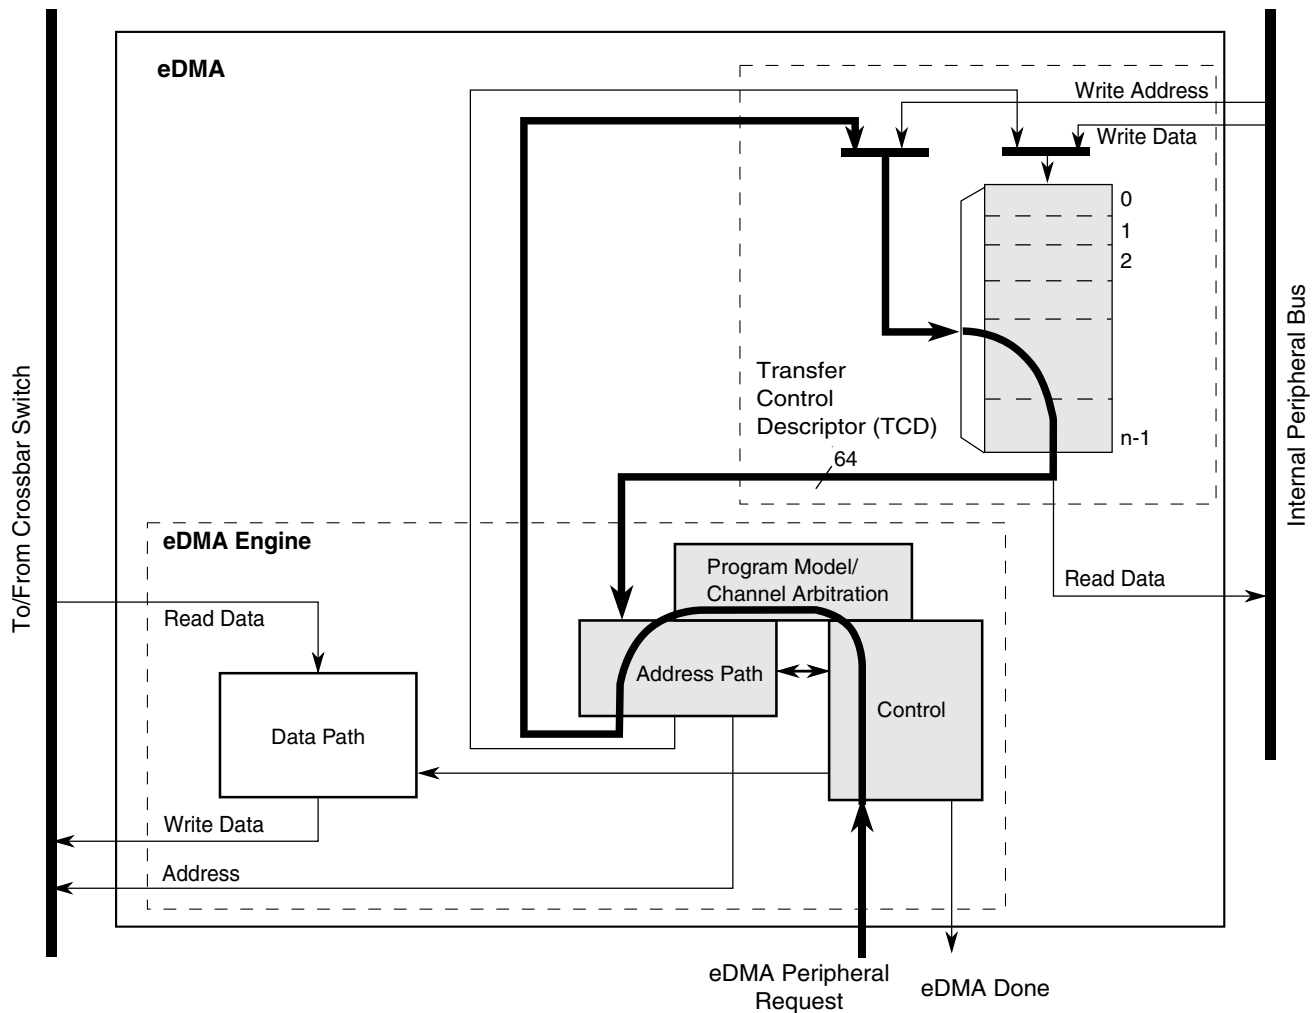 eDMA
Write Address
Write Data
0
1
2
n-1
Transfer
Control
Descriptor (TCD)
64
To/From Crossbar Switch
Internal Peripheral Bus
eDMA Engine
Program Model/
Channel Arbitration
Read Data
Read Data
Address Path
Control
Data Path
Write Data
Address
eDMA Peripheral
Request
eDMA Done